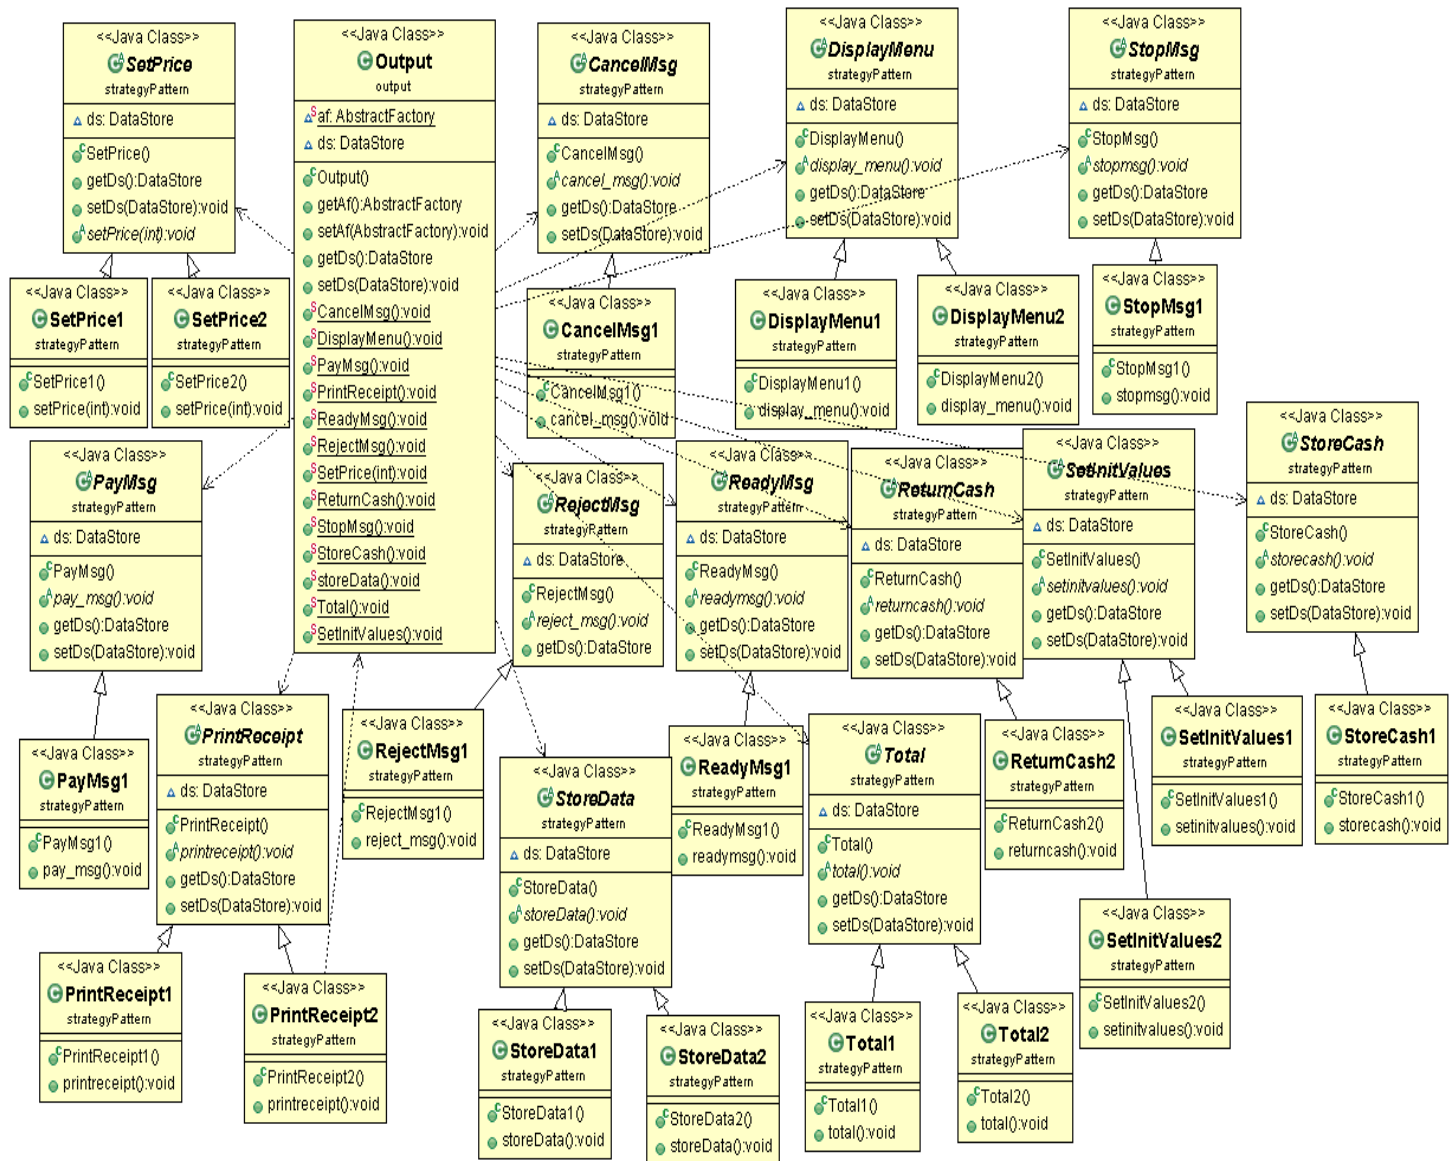 <<Java Class>>
SetPrice
strategyPattern
ds: DataStore
SetPrice()
getDs():DataStore
setDs(DataStore):void
setPrice(int):void
<<Java Class>>
Output
output
af: AbstractFactory
ds: DataStore
Output()
getAf():AbstractFactory
setAf(AbstractFactory):void
getDs():DataStore
setDs(DataStore):void
CancelMsg():void
DisplayMenu():void
PayMsg():void
PrintReceipt():void
ReadyMsg():void
RejectMsg():void
SetPrice(int):void
ReturnCash():void
StopMsg():void
StoreCash():void
storeData():void
Total():void
SetInitValues():void
<<Java Class>>
CancelMsg
strategyPattern
ds: DataStore
CancelMsg()
cancel_msg():void
getDs():DataStore
setDs(DataStore):void
<<Java Class>>
DisplayMenu
strategyPattern
ds: DataStore
DisplayMenu()
display_menu():void
getDs():DataStore
setDs(DataStore):void
<<Java Class>>
StopMsg
strategyPattern
ds: DataStore
StopMsg()
stopmsg():void
getDs():DataStore
setDs(DataStore):void
<<Java Class>>
SetPrice1
strategyPattern
SetPrice1()
setPrice(int):void
<<Java Class>>
SetPrice2
strategyPattern
SetPrice2()
setPrice(int):void
<<Java Class>>
CancelMsg1
strategyPattern
CancelMsg1()
cancel_msg():void
<<Java Class>>
DisplayMenu1
strategyPattern
DisplayMenu1()
display_menu():void
<<Java Class>>
DisplayMenu2
strategyPattern
DisplayMenu2()
display_menu():void
<<Java Class>>
StopMsg1
strategyPattern
StopMsg1()
stopmsg():void
<<Java Class>>
PayMsg
strategyPattern
ds: DataStore
PayMsg()
pay_msg():void
getDs():DataStore
setDs(DataStore):void
<<Java Class>>
RejectMsg
strategyPattern
ds: DataStore
RejectMsg()
reject_msg():void
getDs():DataStore
<<Java Class>>
ReadyMsg
strategyPattern
ds: DataStore
ReadyMsg()
readymsg():void
getDs():DataStore
setDs(DataStore):void
<<Java Class>>
ReturnCash
strategyPattern
ds: DataStore
ReturnCash()
returncash():void
getDs():DataStore
setDs(DataStore):void
<<Java Class>>
SetInitValues
strategyPattern
ds: DataStore
SetInitValues()
setinitvalues():void
getDs():DataStore
setDs(DataStore):void
<<Java Class>>
StoreCash
strategyPattern
ds: DataStore
StoreCash()
storecash():void
getDs():DataStore
setDs(DataStore):void
<<Java Class>>
PayMsg1
strategyPattern
PayMsg1()
pay_msg():void
<<Java Class>>
PrintReceipt
strategyPattern
ds: DataStore
PrintReceipt()
printreceipt():void
getDs():DataStore
setDs(DataStore):void
<<Java Class>>
RejectMsg1
strategyPattern
RejectMsg1()
reject_msg():void
<<Java Class>>
StoreData
strategyPattern
ds: DataStore
StoreData()
storeData():void
getDs():DataStore
setDs(DataStore):void
<<Java Class>>
ReadyMsg1
strategyPattern
ReadyMsg1()
readymsg():void
<<Java Class>>
Total
strategyPattern
ds: DataStore
Total()
total():void
getDs():DataStore
setDs(DataStore):void
<<Java Class>>
ReturnCash2
strategyPattern
ReturnCash2()
returncash():void
<<Java Class>>
SetInitValues1
strategyPattern
SetInitValues1()
setinitvalues():void
<<Java Class>>
StoreCash1
strategyPattern
StoreCash1()
storecash():void
<<Java Class>>
SetInitValues2
strategyPattern
SetInitValues2()
setinitvalues():void
<<Java Class>>
PrintReceipt1
strategyPattern
PrintReceipt1()
printreceipt():void
<<Java Class>>
PrintReceipt2
strategyPattern
PrintReceipt2()
printreceipt():void
<<Java Class>>
StoreData1
strategyPattern
StoreData1()
storeData():void
<<Java Class>>
StoreData2
strategyPattern
StoreData2()
storeData():void
<<Java Class>>
Total1
strategyPattern
Total1()
total():void
<<Java Class>>
Total2
strategyPattern
Total2()
total():void